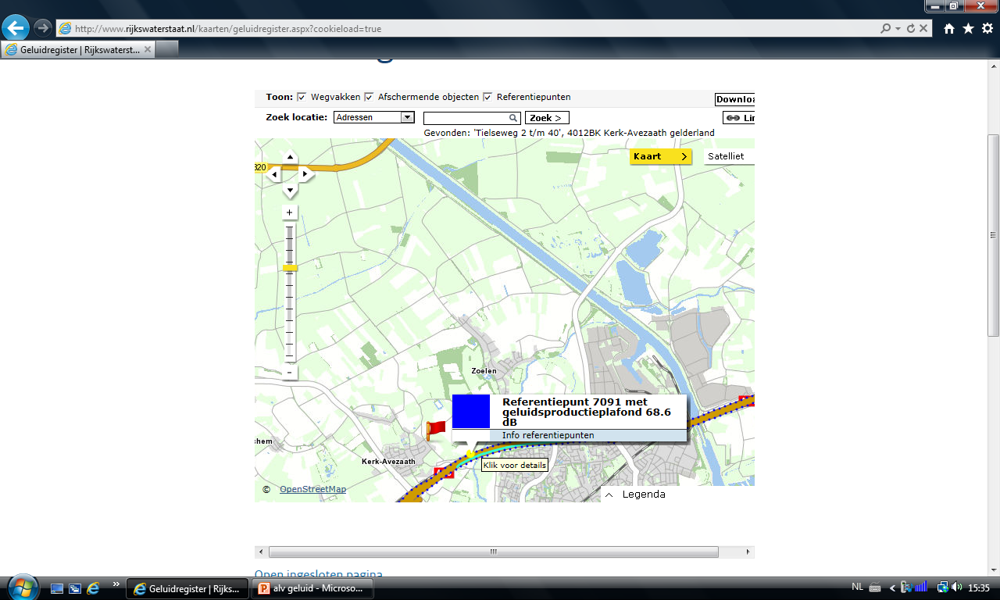 http://www.rijkswaterstaat.nl/kaarten/geluidregister.aspx?cookieload=true
Geluidregister | Rijkswaterst...
Toon: Wegvakken Afschermende objecten Referentiepunten
Zoek locatie: Adressen Zoek >
Gevonden: 'Tielseweg 2 t/m 40', 4012BK Kerk-Avezaath gelderland
Kaart
Satelliet
320
+
-
Zoelen
Referentiepunt 7091 met
geluidsproductieplafond 68.6
dB
Info referentiepunten
Kerk-Avezaath
Klik voor details
© OpenStreetMap
Legenda
Open ingesloten pagina
Geluidregister | Rijks...
alv geluid - Microso...
NL
15:35